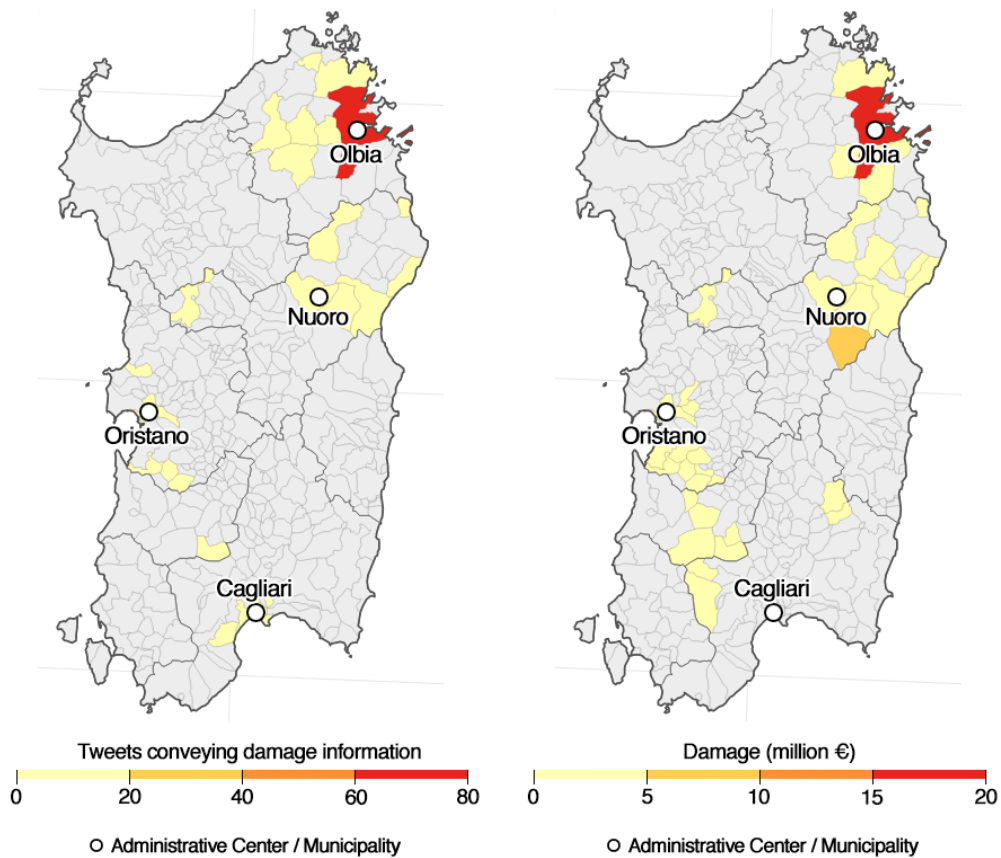 Olbia
Nuoro
Oristano
Cagliari
Tweets conveying damage information
0 20 40 60 80
Administrative Center / Municipality
Olbia
Nuoro
Oristano
Cagliari
Damage (million €)
0 5 10 15 20
Administrative Center / Municipality